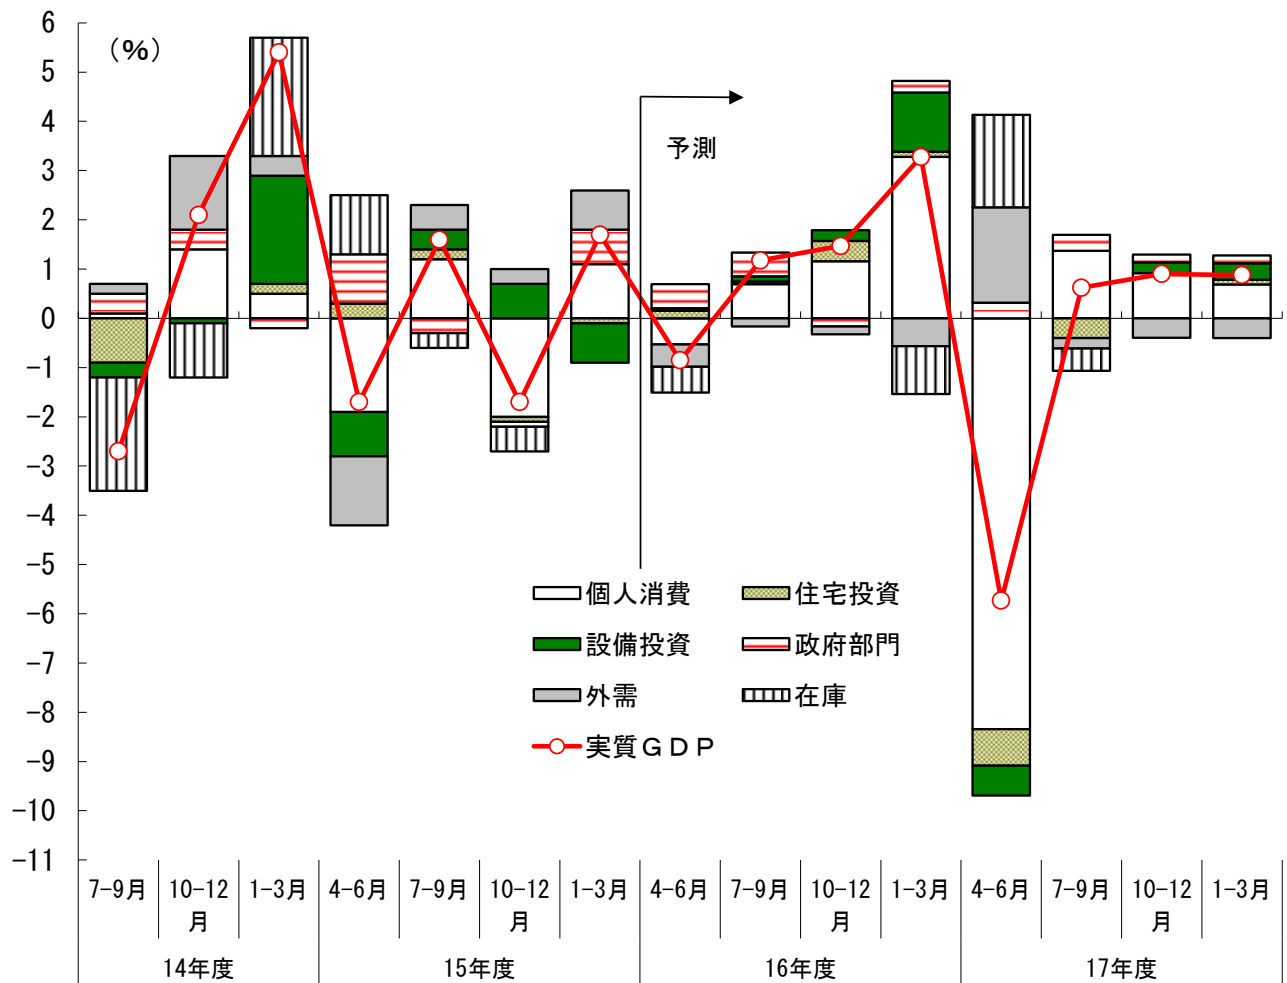 6
5
4
3
2
1
0
-1
-2
-3
-4
-5
-6
-7
-8
-9
-10
-11
（%）
予測
個人消費
住宅投資
設備投資
政府部門
外需
在庫
実質ＧＤＰ
7-9月
10-12
月
1-3月
4-6月
7-9月
10-12
月
1-3月
4-6月
7-9月
10-12
月
1-3月
4-6月
7-9月
10-12
月
1-3月
14年度
15年度
16年度
17年度